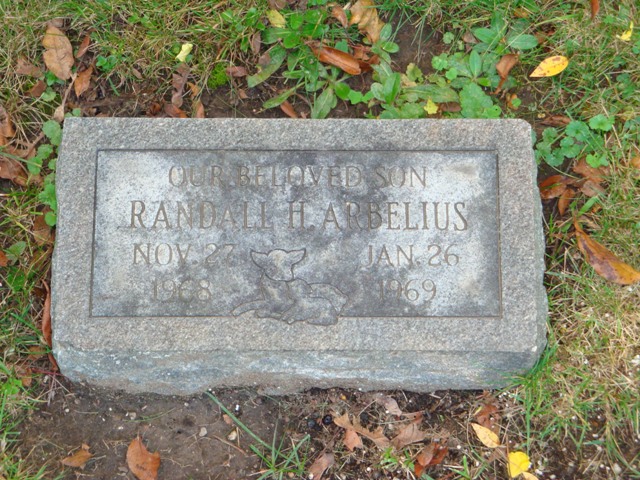 OUR BELOVED SON
RANDALL H. ARBELIUS
NOV. 27 JAN. 26
1968 1969